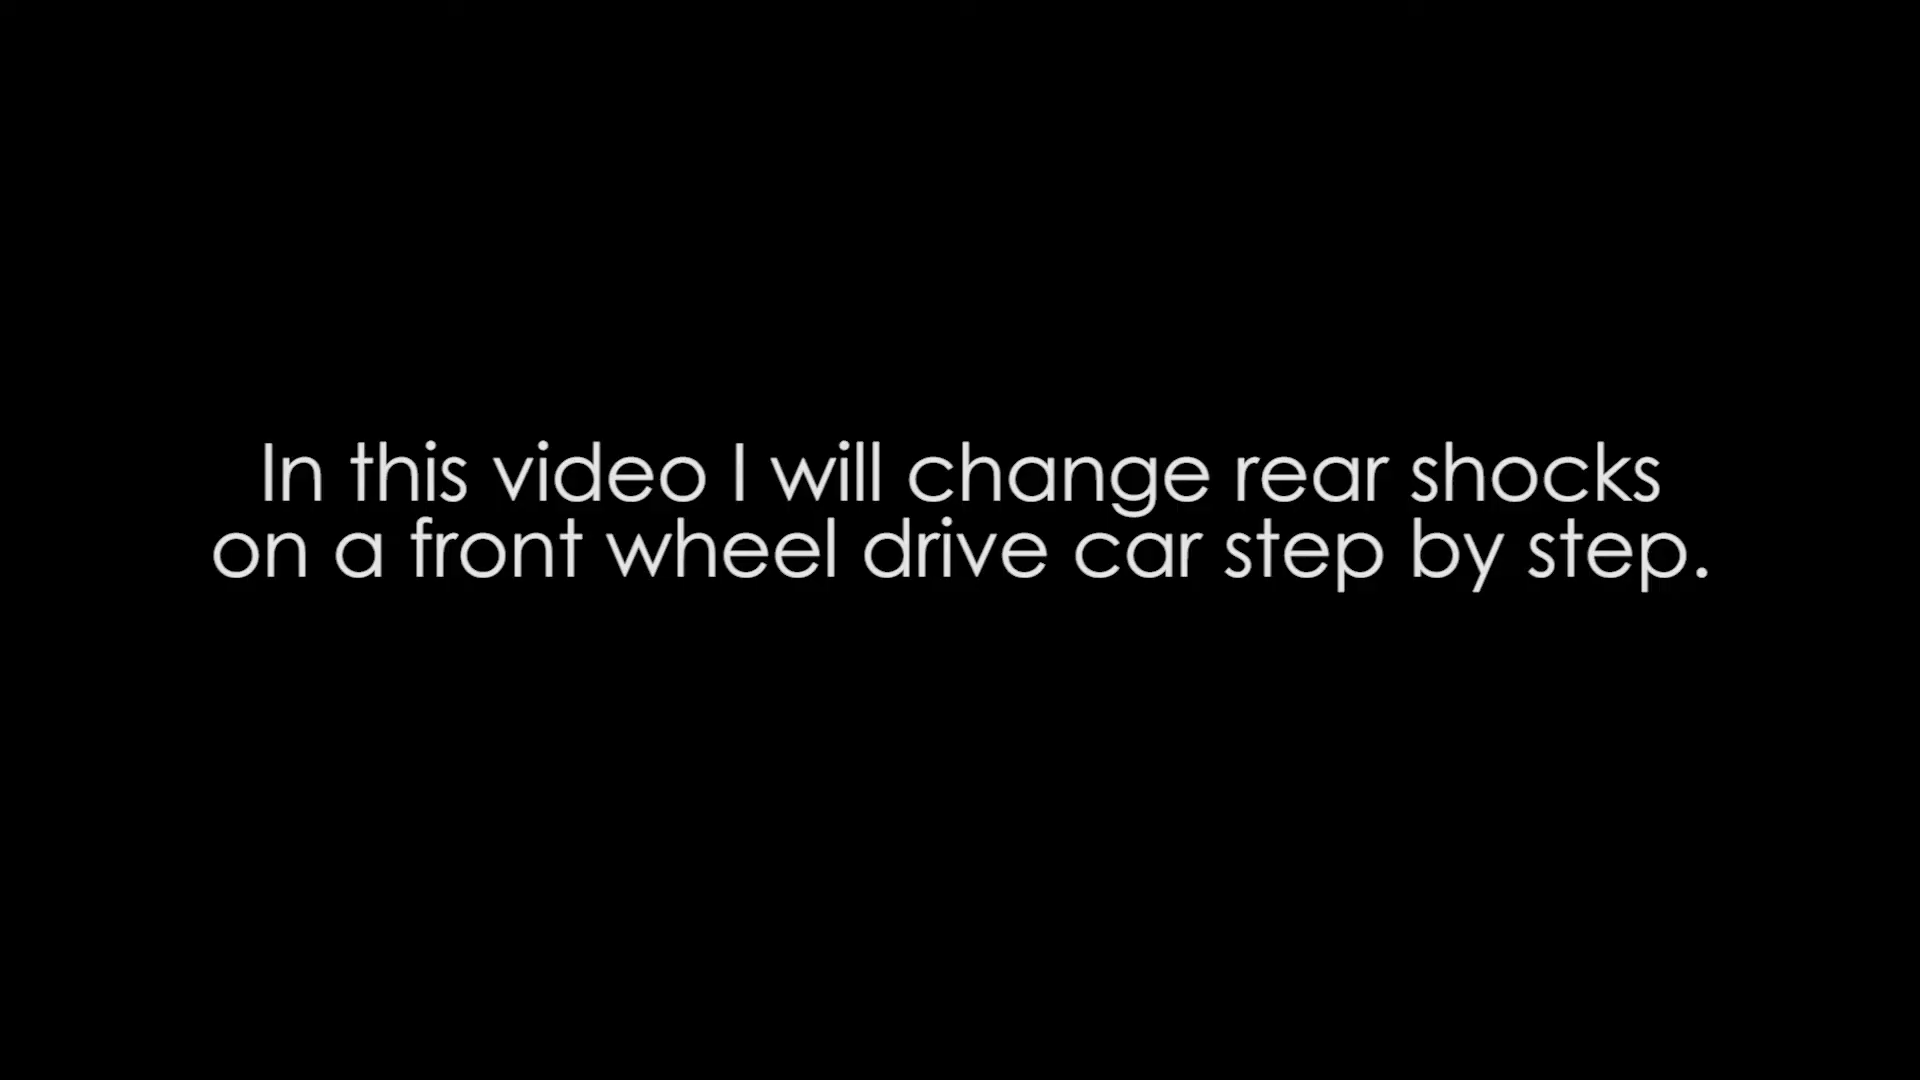 In this video I will change rear shocks
on a front wheel drive car step by step.